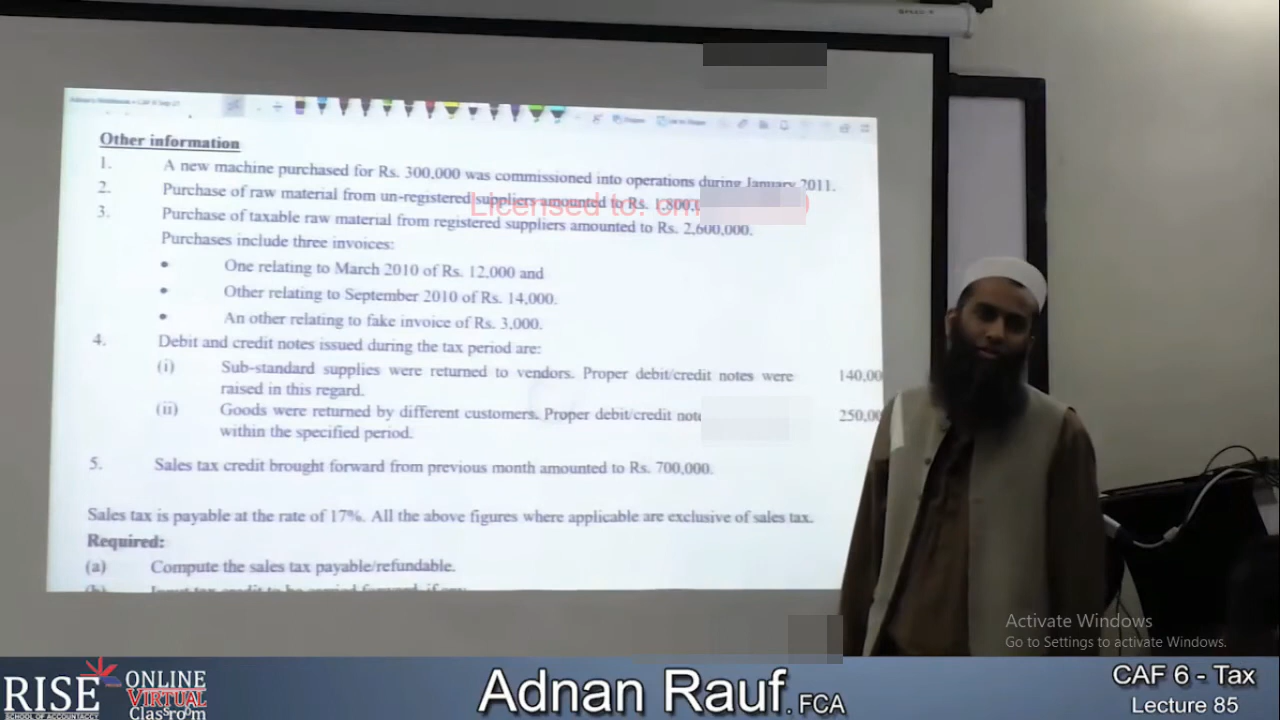 Other information
1. A new machine purchased for Rs. 300,000 was commissioned into operations during January 2011.
2. Purchase of raw material from un-registered suppliers amounted to Rs. 1,800,
Licensed to:
3. Purchase of taxable raw material from registered suppliers amounted to Rs. 2,600,000.
Purchases include three invoices:
• One relating to March 2010 of Rs. 12,000 and
• Other relating to September 2010 of Rs. 14,000.
• An other relating to fake invoice of Rs. 3,000.
4. Debit and credit notes issued during the tax period are:
(i) Sub-standard supplies were returned to vendors. Proper debit/credit notes were 140,00
raised in this regard.
(ii) Goods were returned by different customers. Proper debit/credit note 250,00
within the specified period.
5. Sales tax credit brought forward from previous month amounted to Rs. 700,000.
Sales tax is payable at the rate of 17%. All the above figures where applicable are exclusive of sales tax.
Required:
(a) Compute the sales tax payable/refundable.
Activate Windows
Go to Settings to activate Windows.
RISE
SCHOOL OF ACCOUNTANCY
ONLINE
VIRTUAL
Classroom
Adnan Rauf. FCA
CAF 6 - Tax
Lecture 85